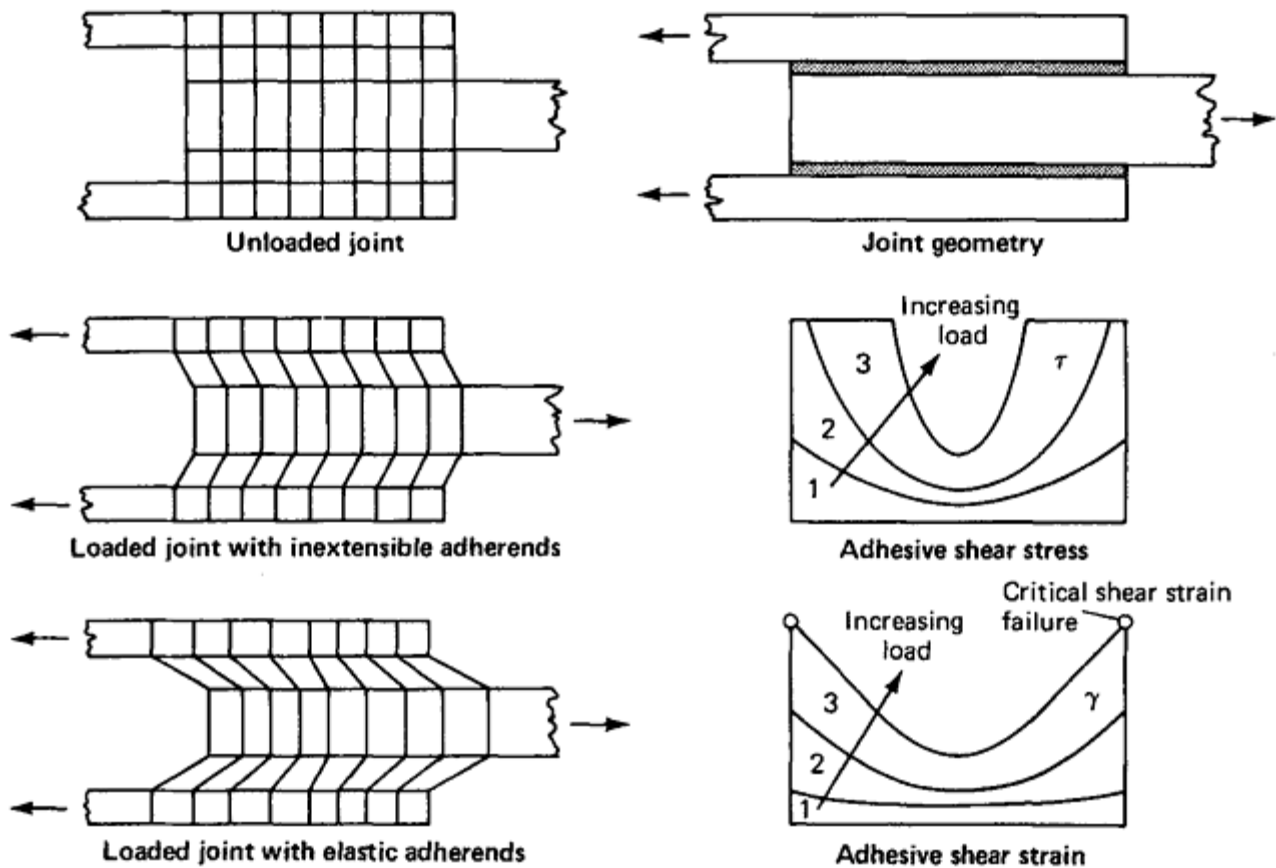 Unloaded joint
Joint geometry
Loaded joint with inextensible adherends
Increasing
load
3
τ
2
1
Adhesive shear stress
Loaded joint with elastic adherends
Critical shear strain
failure
Increasing
load
3
γ
2
1
Adhesive shear strain